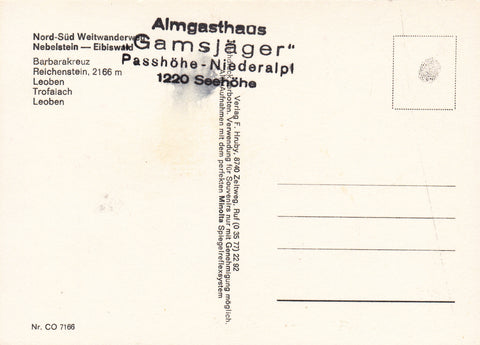 Nord-Süd Weitwanderweg
Nebelstein — Eibiswald
Barbarakreuz
Reichenstein, 2166 m
Leoben
Trofaiach
Leoben
Almgasthaus
"Gamsjäger"
Passhöhe-Niederalpl
1220 Seehöhe
Verlag F. Hruby, 8740 Zeltweg, Ruf (0 35 77) 22 92
verboten. Verwendung für Souvenirs nur mit Genehmigung möglich.
Aufnahmen mit dem perfekten Minolta Spiegelreflexsystem
Nr. CO 7166